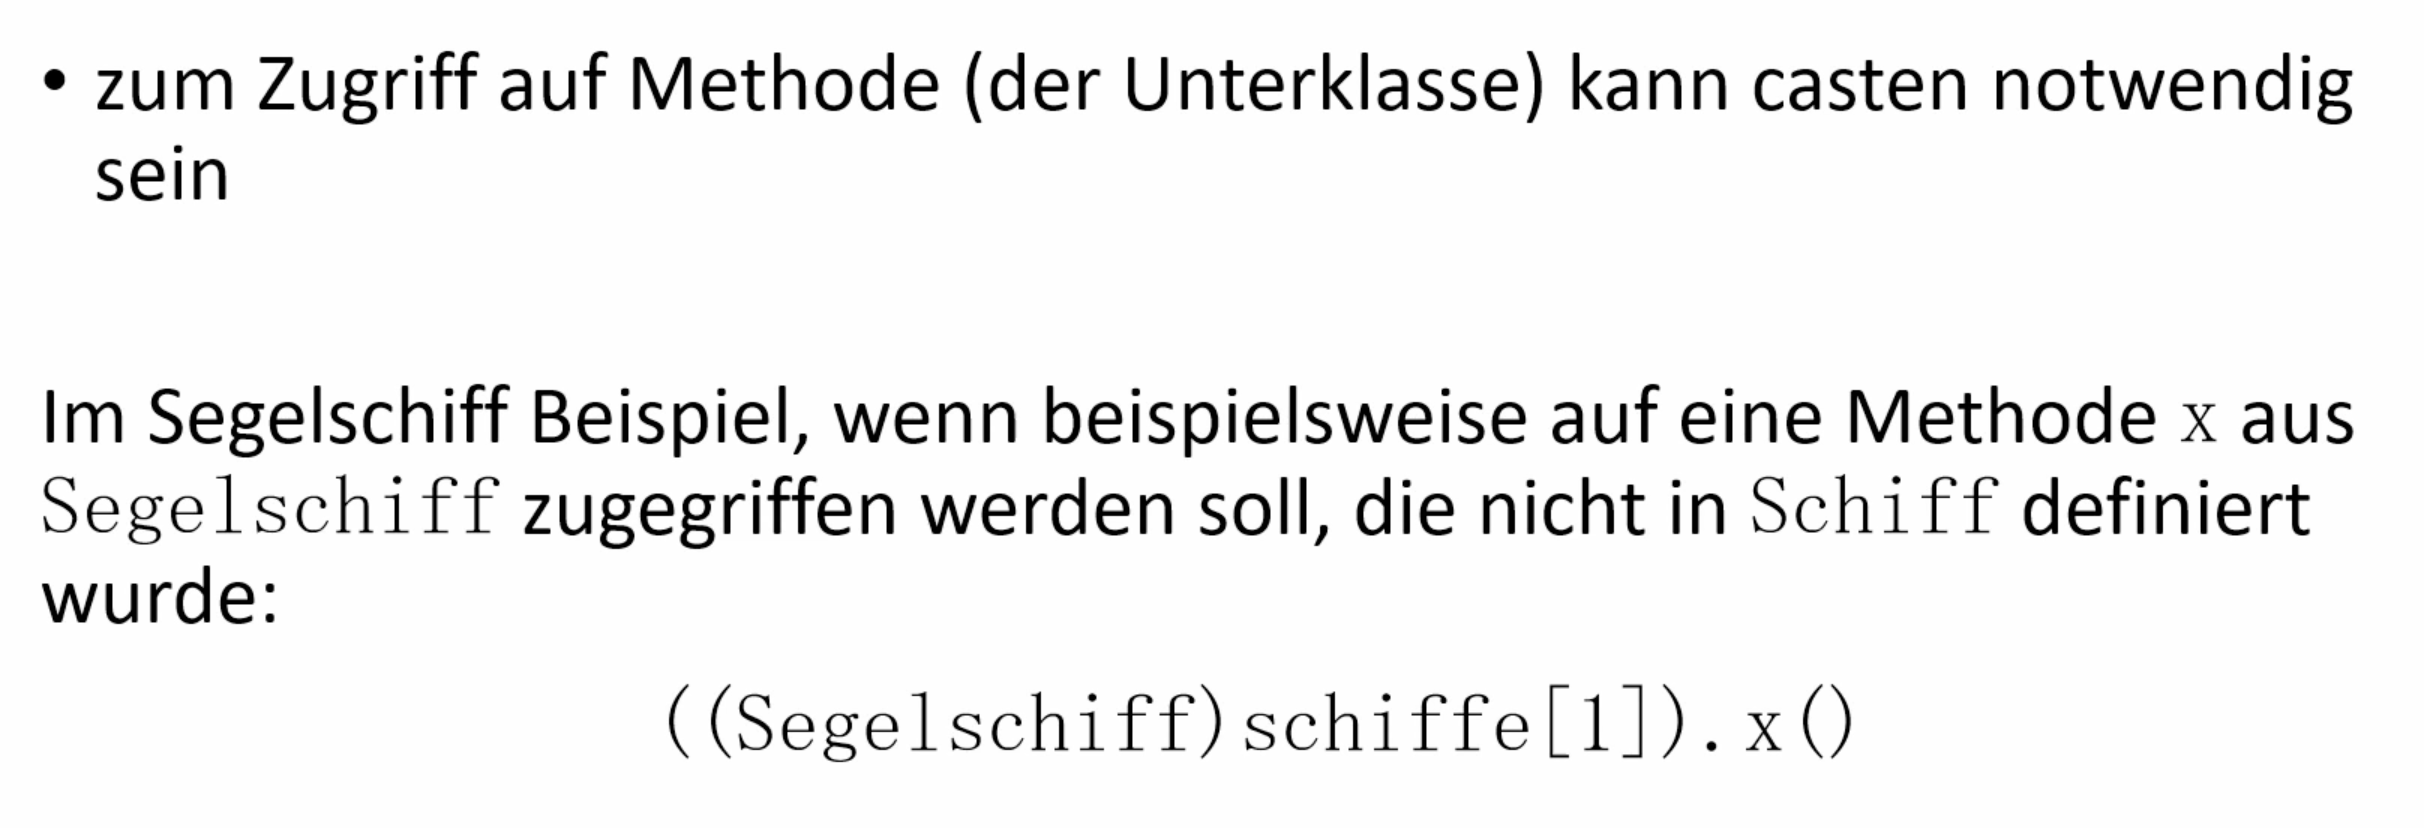 • zum Zugriff auf Methode (der Unterklasse) kann casten notwendig
sein
Im Segelschiff Beispiel, wenn beispielsweise auf eine Methode x aus
Segelschiff zugegriffen werden soll, die nicht in Schiff definiert
wurde:
((Segelschiff)schiffe[1]).x()